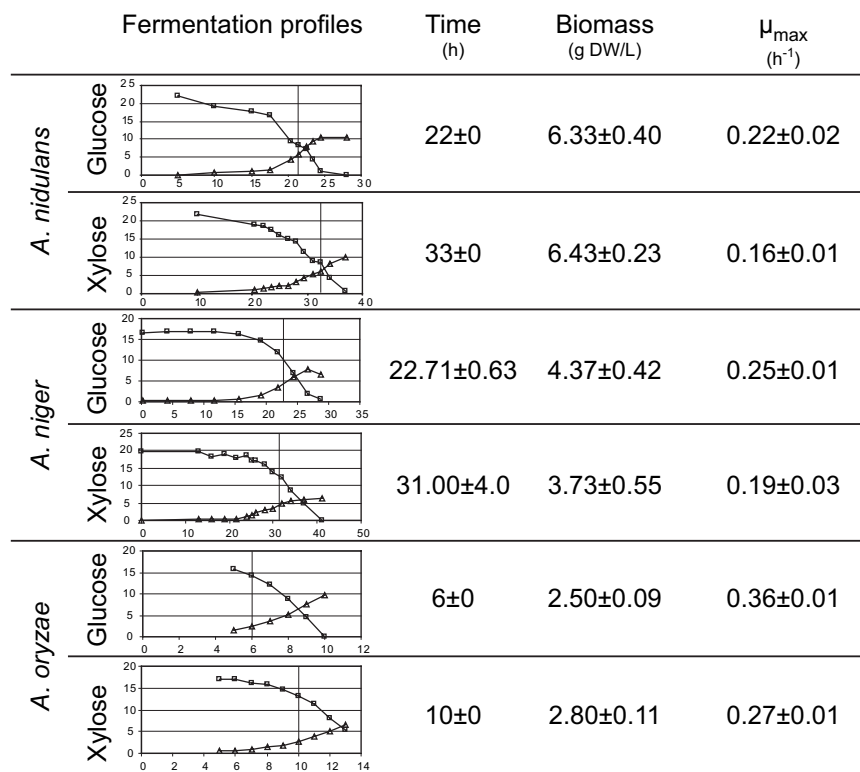 Fermentation profiles Time Biomass μmax
(h) (g DW/L) (h-1)
A. nidulans
Glucose
25
20
15
10
5
0
0 5 10 15 20 25 30
22±0 6.33±0.40 0.22±0.02
Xylose
25
20
15
10
5
0
0 10 20 30 40
33±0 6.43±0.23 0.16±0.01
A. niger
Glucose
20
15
10
5
0
0 5 10 15 20 25 30 35
22.71±0.63 4.37±0.42 0.25±0.01
Xylose
25
20
15
10
5
0
0 10 20 30 40 50
31.00±4.0 3.73±0.55 0.19±0.03
A. oryzae
Glucose
20
15
10
5
0
0 2 4 6 8 10 12
6±0 2.50±0.09 0.36±0.01
Xylose
20
15
10
5
0
0 2 4 6 8 10 12 14
10±0 2.80±0.11 0.27±0.01